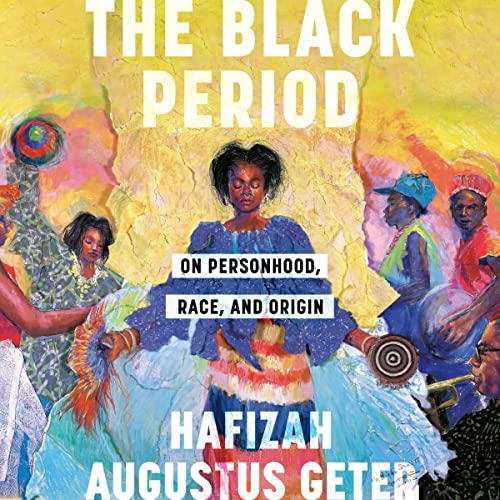 THE BLACK
PERIOD
ON PERSONHOOD,
RACE, AND ORIGIN
HAFIZAH
AUGUSTUS GETER